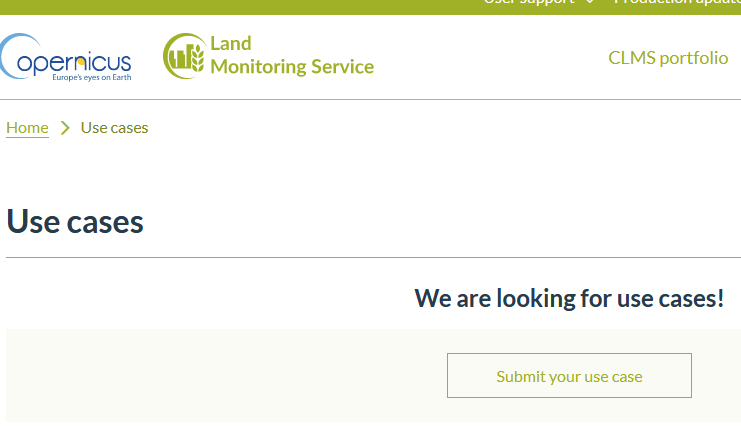 User support Production update
opernicus
Europe's eyes on Earth
Land
Monitoring Service
CLMS portfolio
Home Use cases
Use cases
We are looking for use cases!
Submit your use case